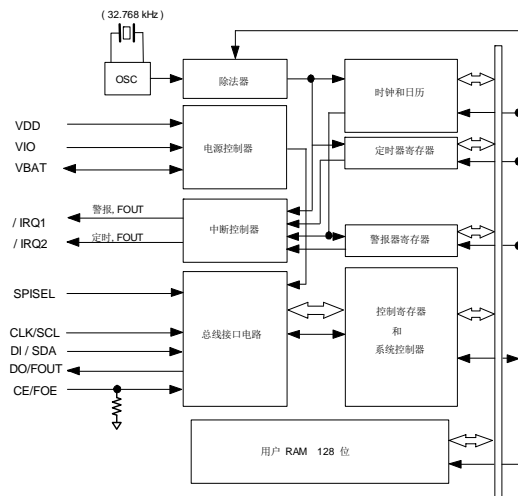 ( 32.768 kHz )
OSC
除法器
时钟和日历
VDD
VIO
VBAT
电源控制器
定时器寄存器
/ IRQ1
警报, FOUT
/ IRQ2
定时, FOUT
中断控制器
警报器寄存器
SPISEL
CLK/SCL
DI / SDA
DO/FOUT
CE/FOE
总线接口电路
控制寄存器
和
系统控制器
用户 RAM 128 位